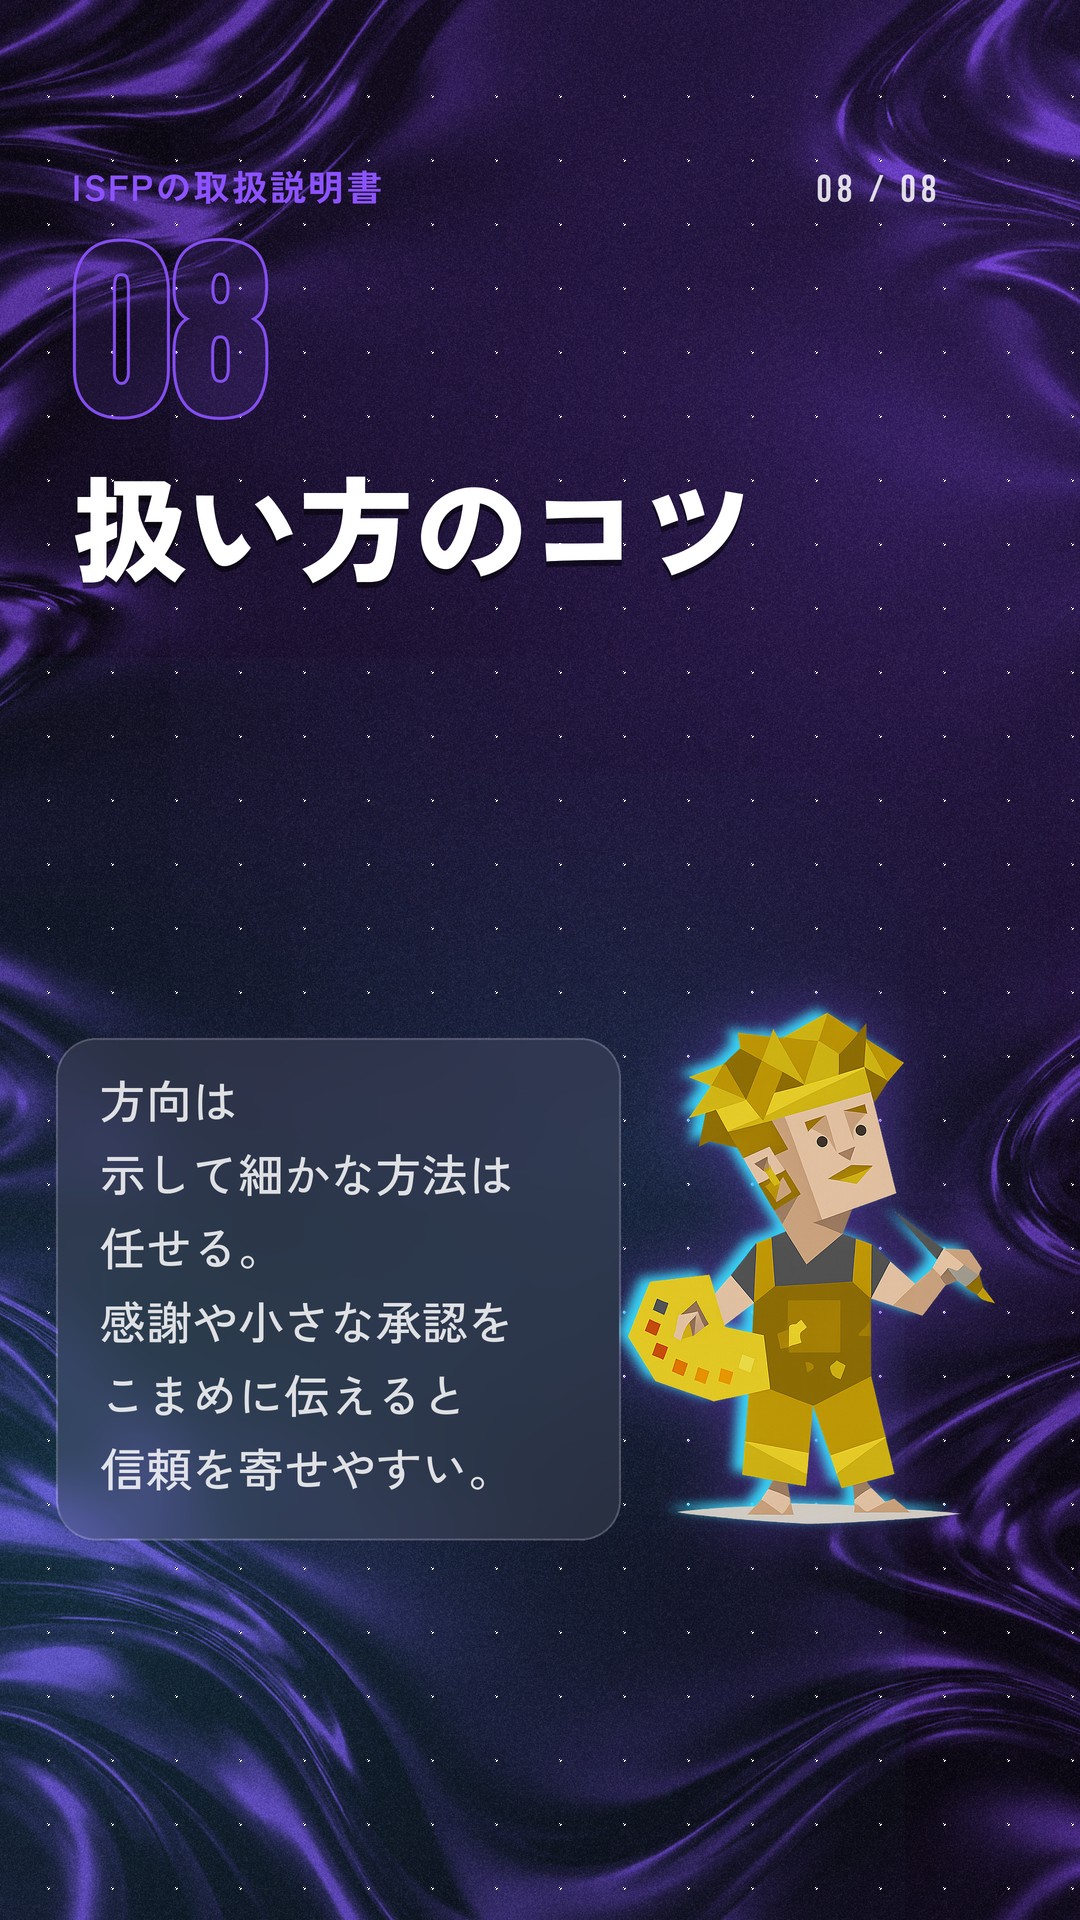 ISFPの取扱説明書
08 / 08
08
扱い方のコツ
方向は
示して細かな方法は
任せる。
感謝や小さな承認を
こまめに伝えると
信頼を寄せやすい。